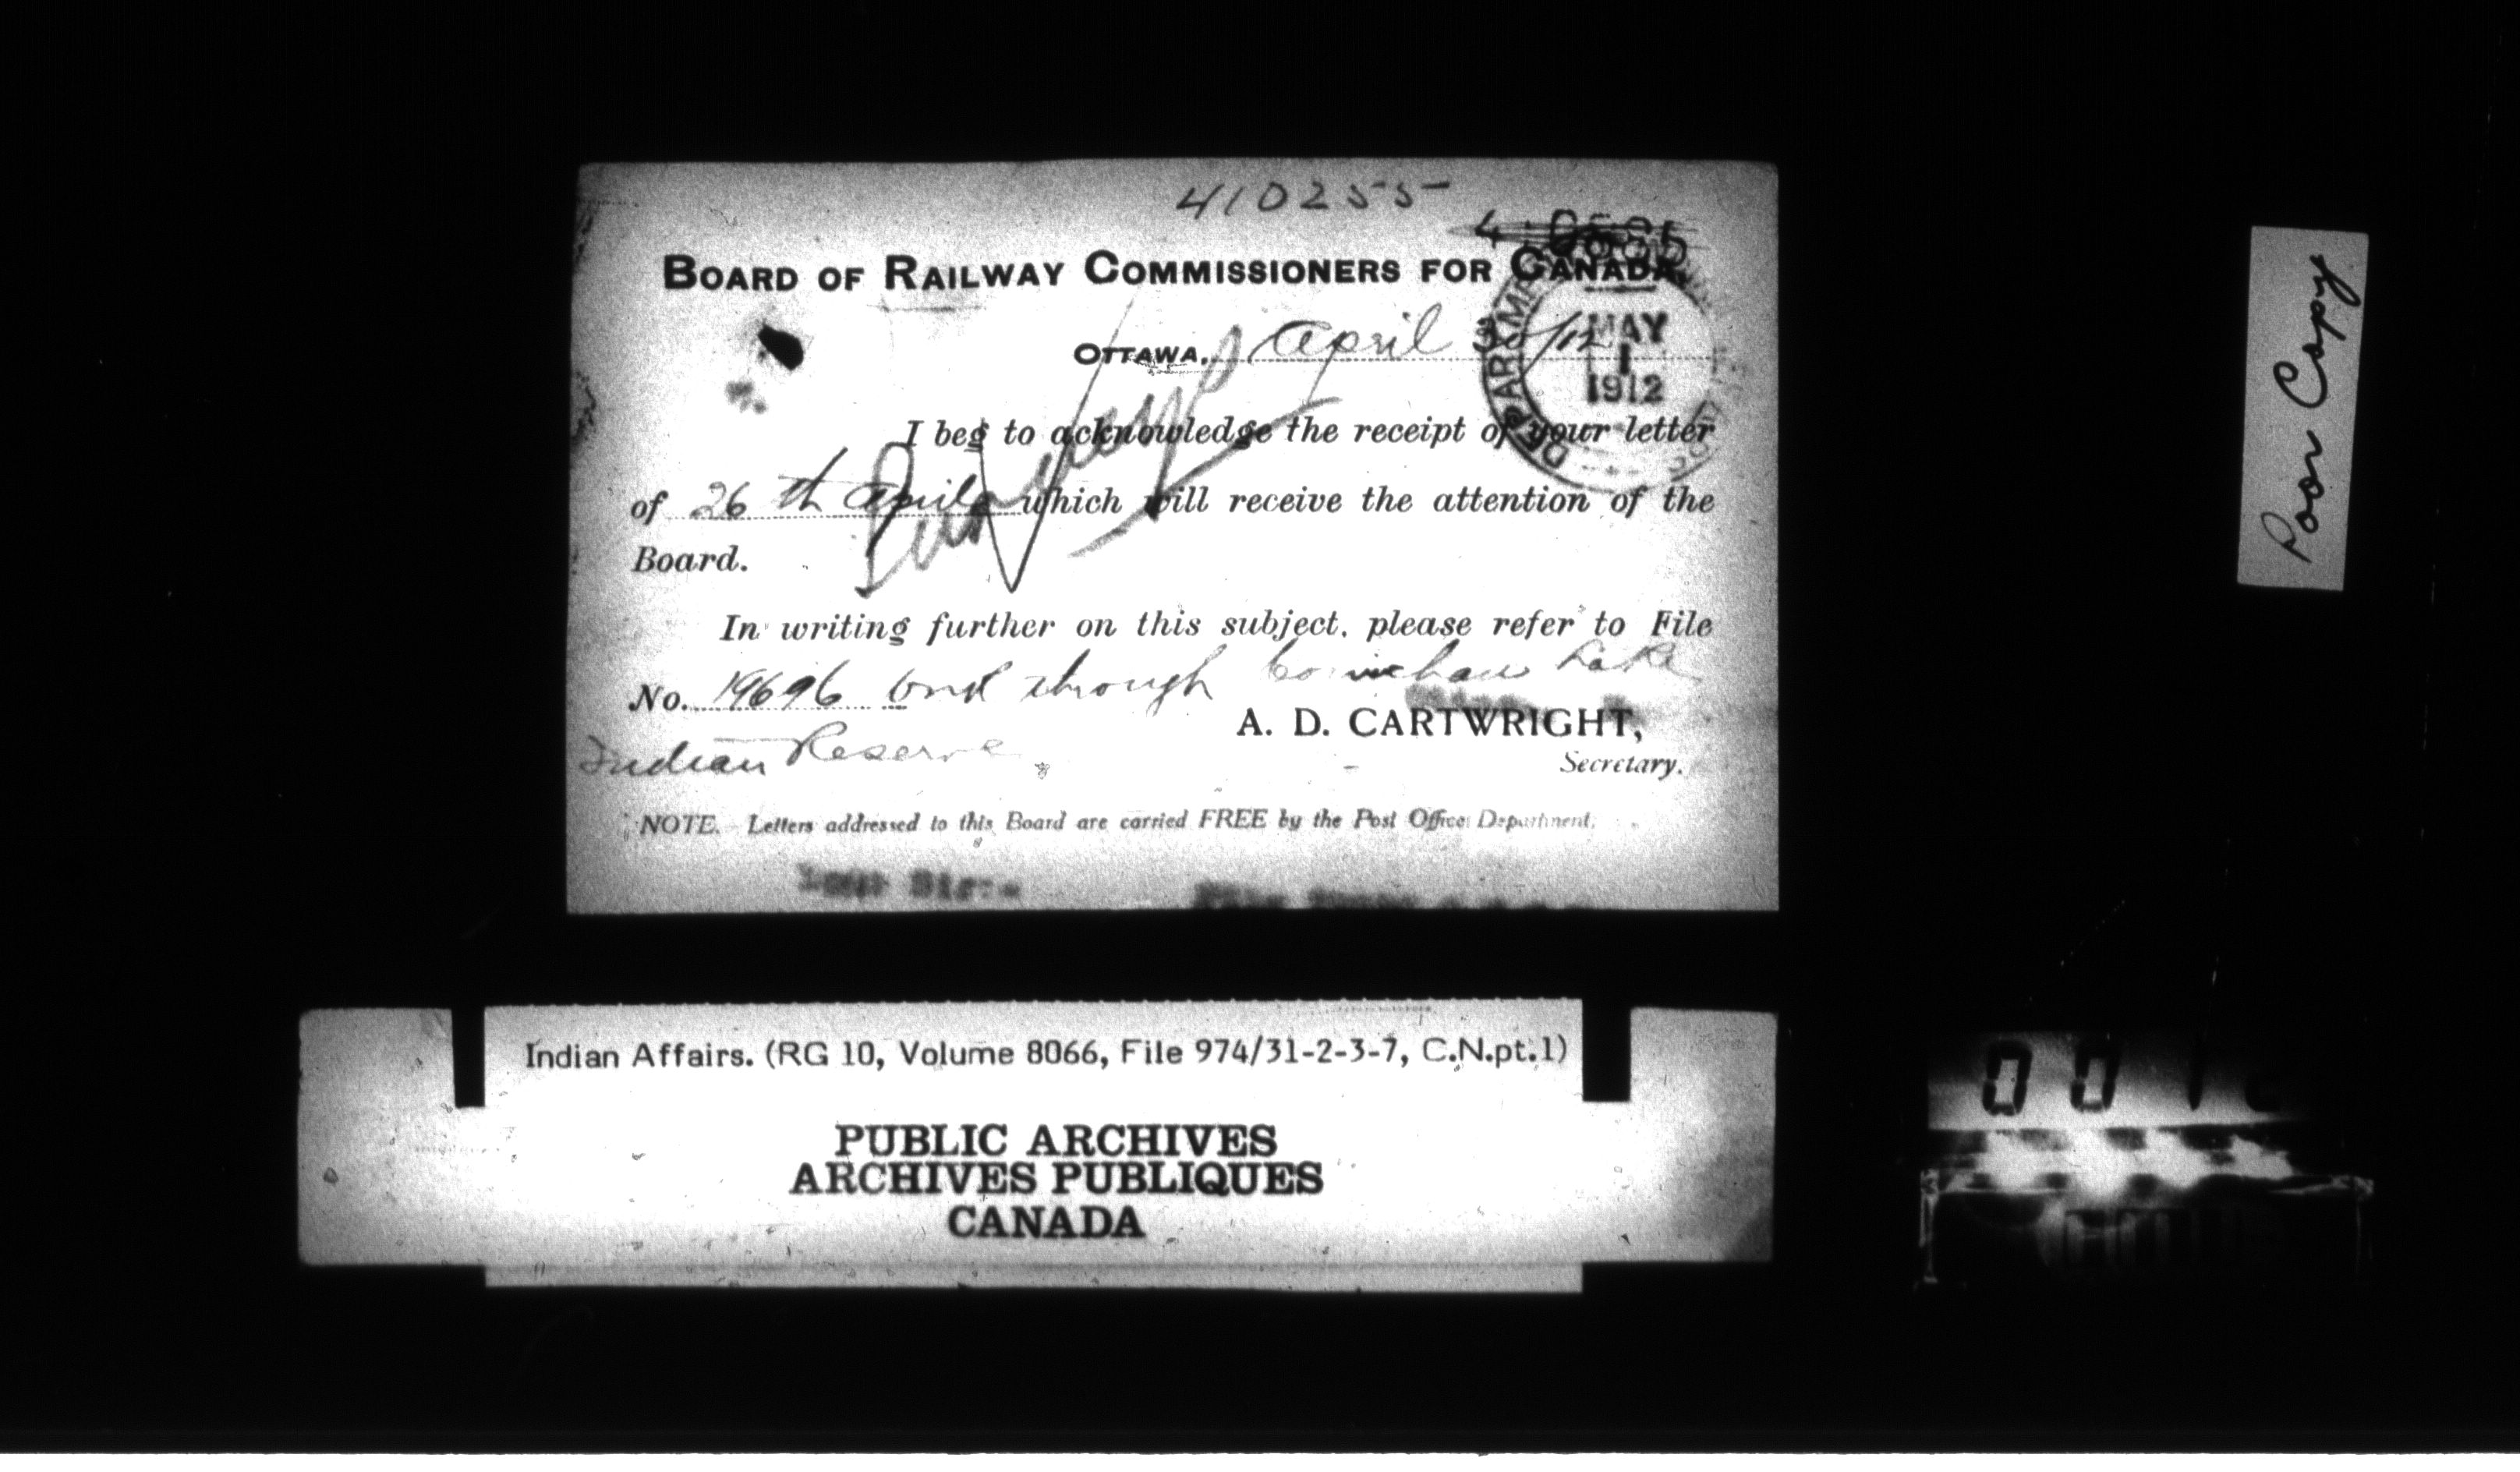 410255
BOARD OF RAILWAY COMMISSIONERS FOR CANADA.
OTTAWA, April 30/12
MAY
1
1912
I beg to acknowledge the receipt of your letter
of 26th April which will receive the attention of the
Board.
In writing further on this subject, please refer to File
No. 19696 through Lake
Indian Reserve
A. D. CARTWRIGHT,
Secretary.
NOTE. Letters addressed to this Board are carried FREE by the Post Office Department.
Poor Copy
Indian Affairs. (RG 10, Volume 8066, File 974/31-2-3-7, C.N.pt.1)
PUBLIC ARCHIVES
ARCHIVES PUBLIQUES
CANADA